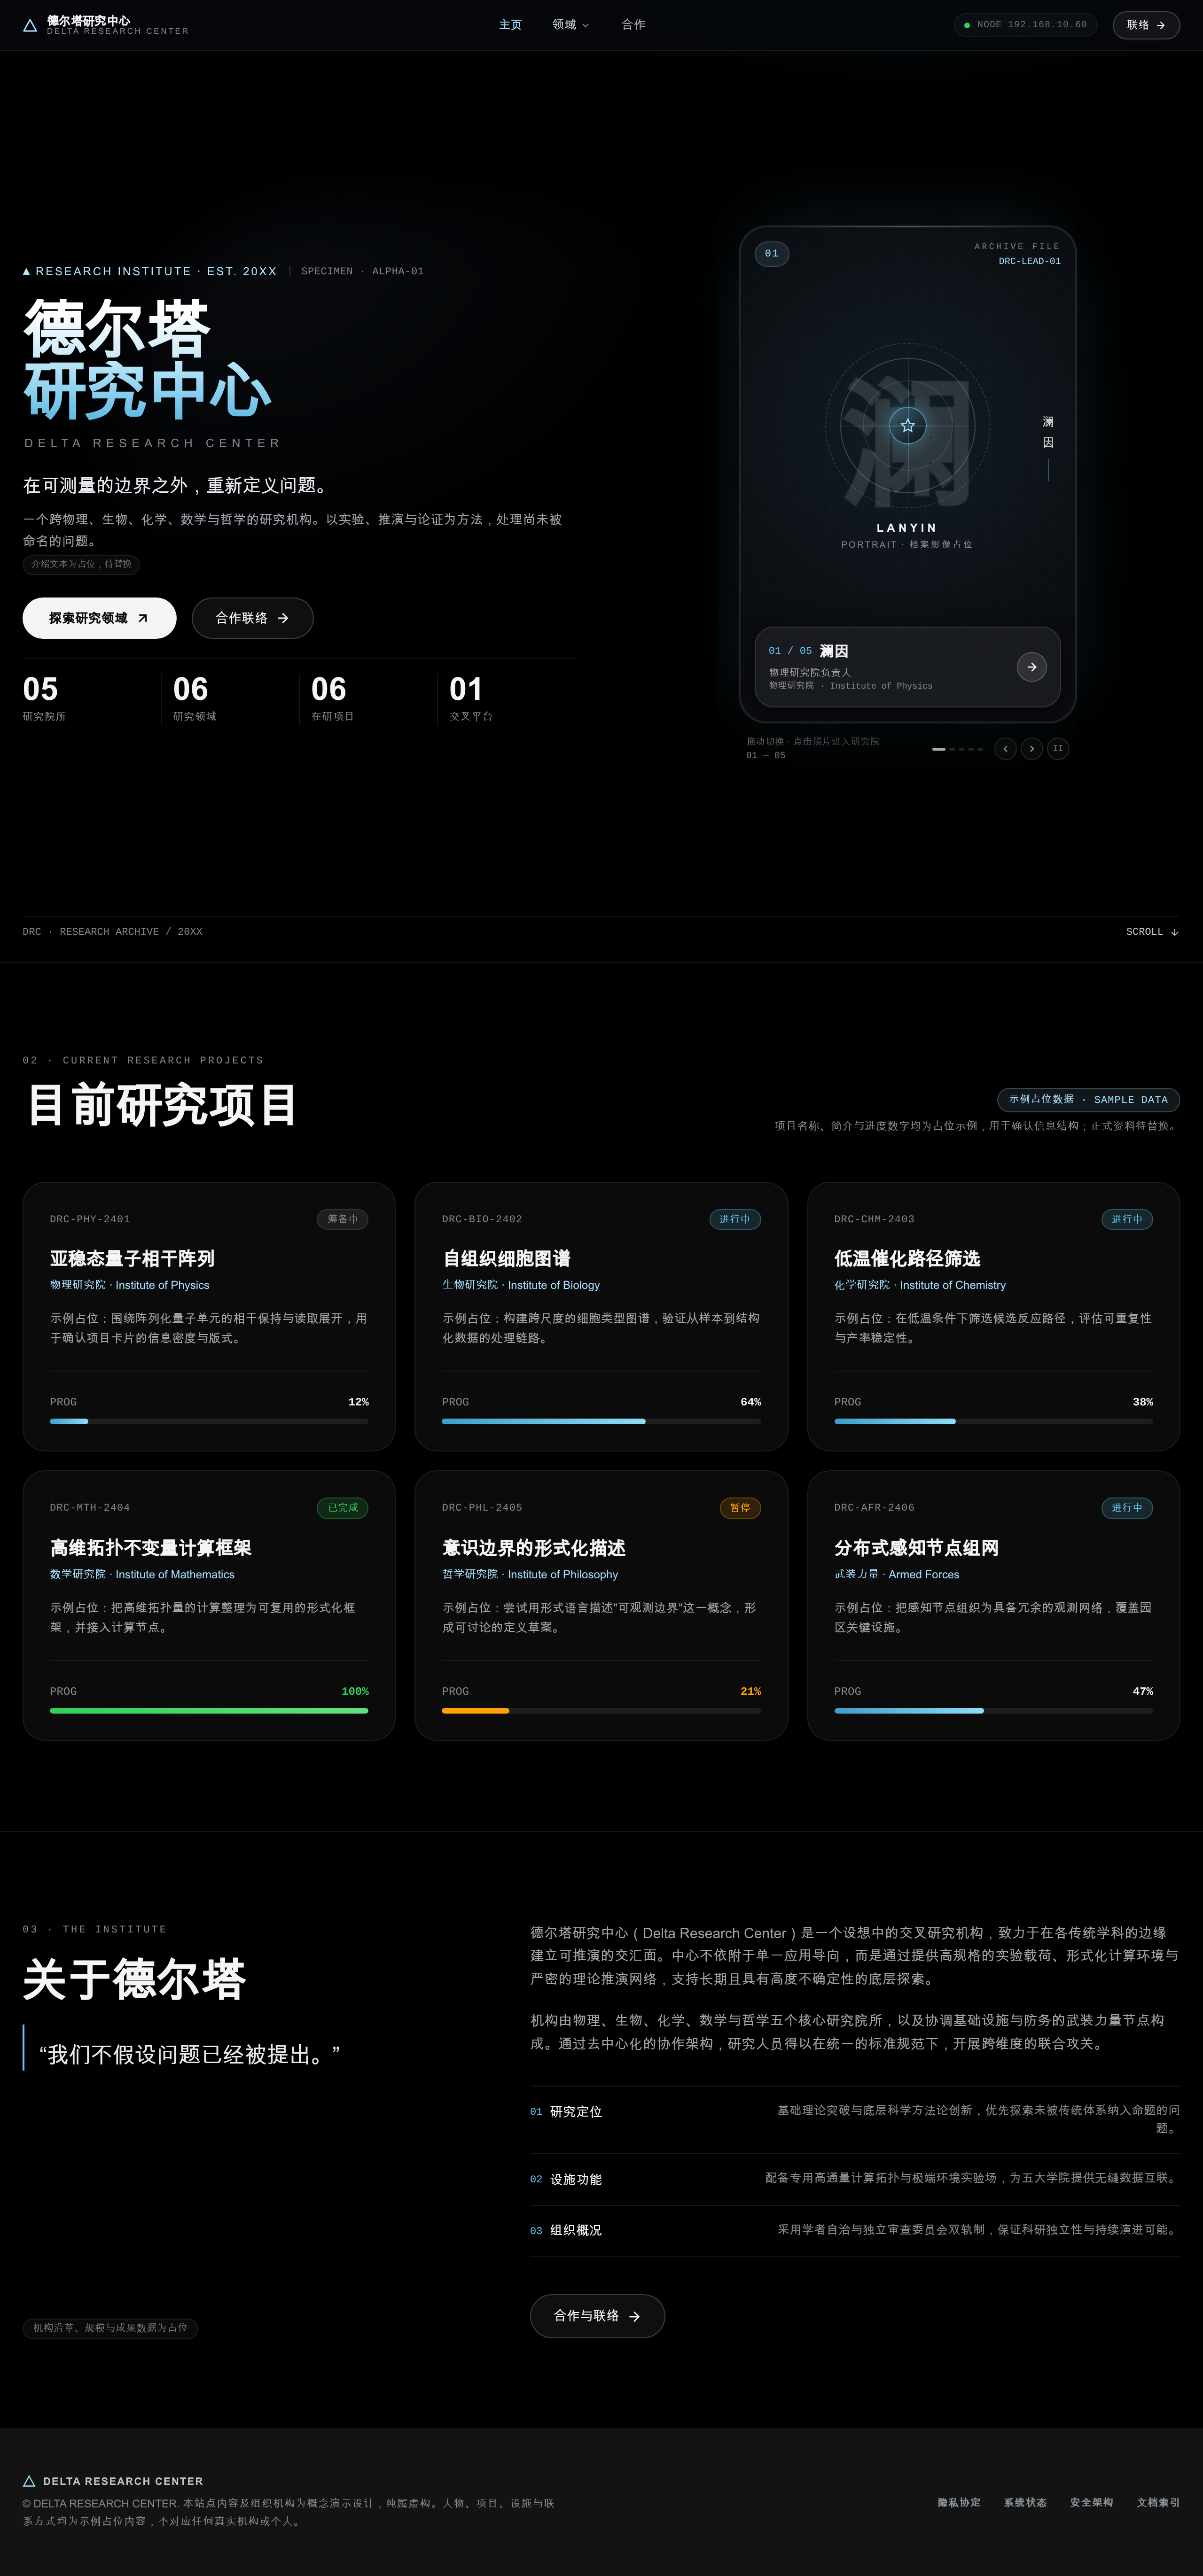 德尔塔研究中心
DELTA RESEARCH CENTER
主页
领域
合作
NODE 192.168.10.60
联络
RESEARCH INSTITUTE · EST. 20XX
SPECIMEN · ALPHA-01
德尔塔
研究中心
DELTA RESEARCH CENTER
在可测量的边界之外，重新定义问题。
一个跨物理、生物、化学、数学与哲学的研究机构。以实验、推演与论证为方法，处理尚未被
命名的问题。
介绍文本为占位，待替换
探索研究领域
合作联络
05
研究院所
06
研究领域
06
在研项目
01
交叉平台
01
ARCHIVE FILE
DRC-LEAD-01
澜
澜
因
LANYIN
PORTRAIT · 档案影像占位
01 / 05 澜因
物理研究院负责人
物理研究院 · Institute of Physics
拖动切换 · 点击照片进入研究院
01 — 05
DRC · RESEARCH ARCHIVE / 20XX
SCROLL
02 · CURRENT RESEARCH PROJECTS
目前研究项目
示例占位数据 · SAMPLE DATA
项目名称、简介与进度数字均为占位示例，用于确认信息结构；正式资料待替换。
DRC-PHY-2401
筹备中
亚稳态量子相干阵列
物理研究院 · Institute of Physics
示例占位：围绕阵列化量子单元的相干保持与读取展开，用
于确认项目卡片的信息密度与版式。
PROG
12%
DRC-BIO-2402
进行中
自组织细胞图谱
生物研究院 · Institute of Biology
示例占位：构建跨尺度的细胞类型图谱，验证从样本到结构
化数据的处理链路。
PROG
64%
DRC-CHM-2403
进行中
低温催化路径筛选
化学研究院 · Institute of Chemistry
示例占位：在低温条件下筛选候选反应路径，评估可重复性
与产率稳定性。
PROG
38%
DRC-MTH-2404
已完成
高维拓扑不变量计算框架
数学研究院 · Institute of Mathematics
示例占位：把高维拓扑量的计算整理为可复用的形式化框
架，并接入计算节点。
PROG
100%
DRC-PHL-2405
暂停
意识边界的形式化描述
哲学研究院 · Institute of Philosophy
示例占位：尝试用形式语言描述"可观测边界"这一概念，形
成可讨论的定义草案。
PROG
21%
DRC-AFR-2406
进行中
分布式感知节点组网
武装力量 · Armed Forces
示例占位：把感知节点组织为具备冗余的观测网络，覆盖园
区关键设施。
PROG
47%
03 · THE INSTITUTE
关于德尔塔
“我们不假设问题已经被提出。”
机构沿革、规模与成果数据为占位
德尔塔研究中心（Delta Research Center）是一个设想中的交叉研究机构，致力于在各传统学科的边缘
建立可推演的交汇面。中心不依附于单一应用导向，而是通过提供高规格的实验载荷、形式化计算环境与
严密的理论推演网络，支持长期且具有高度不确定性的底层探索。
机构由物理、生物、化学、数学与哲学五个核心研究院所，以及协调基础设施与防务的武装力量节点构
成。通过去中心化的协作架构，研究人员得以在统一的标准规范下，开展跨维度的联合攻关。
01 研究定位
基础理论突破与底层科学方法论创新，优先探索未被传统体系纳入命题的问
题。
02 设施功能
配备专用高通量计算拓扑与极端环境实验场，为五大学院提供无缝数据互联。
03 组织概况
采用学者自治与独立审查委员会双轨制，保证科研独立性与持续演进可能。
合作与联络
DELTA RESEARCH CENTER
© DELTA RESEARCH CENTER. 本站点内容及组织机构为概念演示设计，纯属虚构。人物、项目、设施与联
系方式均为示例占位内容，不对应任何真实机构或个人。
隐私协定
系统状态
安全架构
文档索引